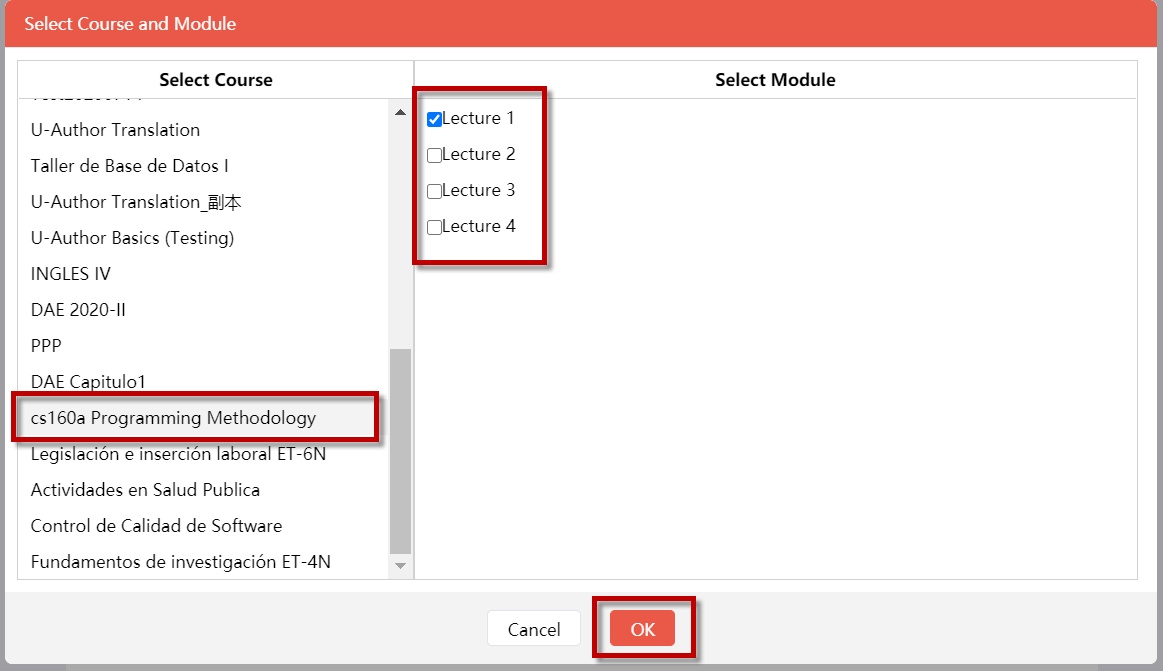 Select Course and Module
Select Course
U-Author Translation
Taller de Base de Datos I
U-Author Translation_副本
U-Author Basics (Testing)
INGLES IV
DAE 2020-II
PPP
DAE Capitulo1
cs160a Programming Methodology
Legislación e inserción laboral ET-6N
Actividades en Salud Publica
Control de Calidad de Software
Fundamentos de investigación ET-4N
Select Module
Lecture 1
Lecture 2
Lecture 3
Lecture 4
Cancel
OK